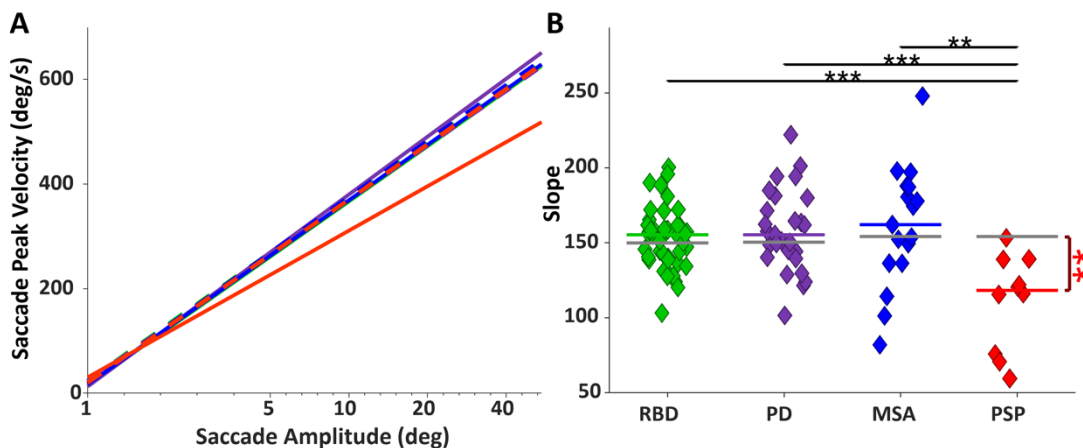 A
Saccade Peak Velocity (deg/s)
600
400
200
0
1
5
10
20
40
Saccade Amplitude (deg)
B
**
***
***
Slope
250
200
150
100
50
**
RBD
PD
MSA
PSP